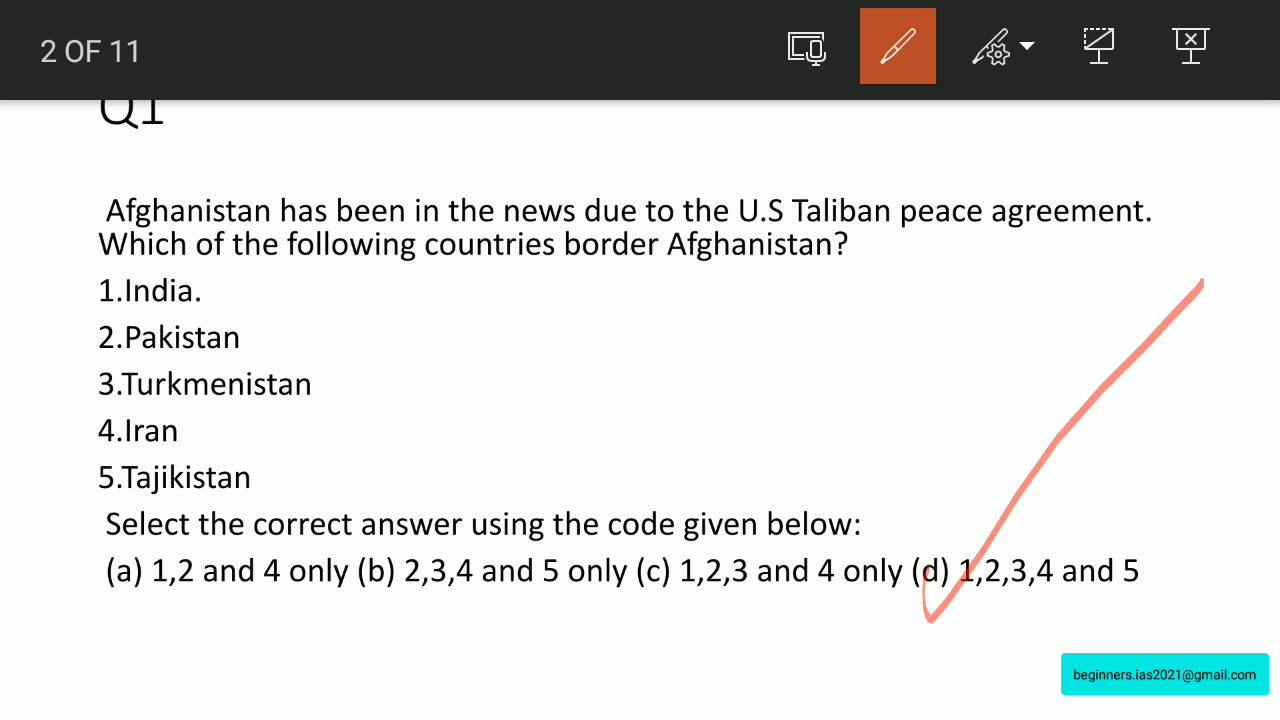 2 OF 11
Q1
Afghanistan has been in the news due to the U.S Taliban peace agreement.
Which of the following countries border Afghanistan?
1.India.
2.Pakistan
3.Turkmenistan
4.Iran
5.Tajikistan
Select the correct answer using the code given below:
(a) 1,2 and 4 only (b) 2,3,4 and 5 only (c) 1,2,3 and 4 only (d) 1,2,3,4 and 5
beginners.ias2021@gmail.com